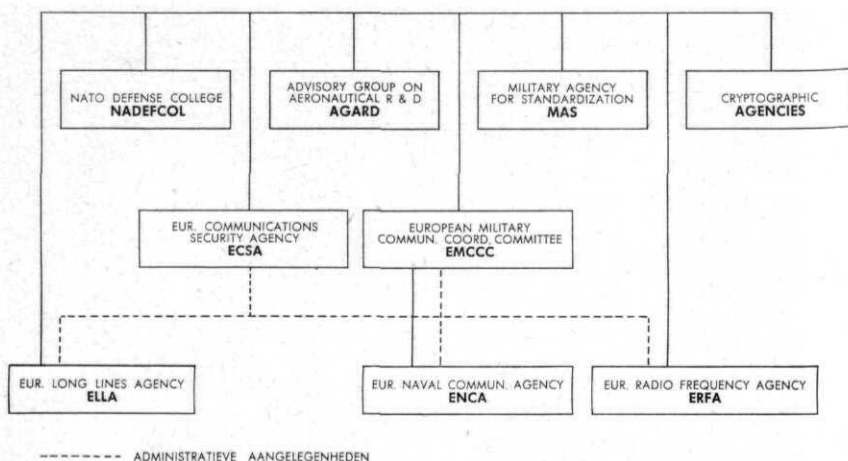 NATO DEFENSE COLLEGE
NADEFCOL
ADVISORY GROUP ON
AERONAUTICAL R & D
AGARD
MILITARY AGENCY
FOR STANDARDIZATION
MAS
CRYPTOGRAPHIC
AGENCIES
EUR. COMMUNICATIONS
SECURITY AGENCY
ECSA
EUROPEAN MILITARY
COMMUN. COORD. COMMITTEE
EMCCC
EUR. LONG LINES AGENCY
ELLA
EUR. NAVAL COMMUN. AGENCY
ENCA
EUR. RADIO FREQUENCY AGENCY
ERFA
ADMINISTRATIEVE AANGELEGENHEDEN